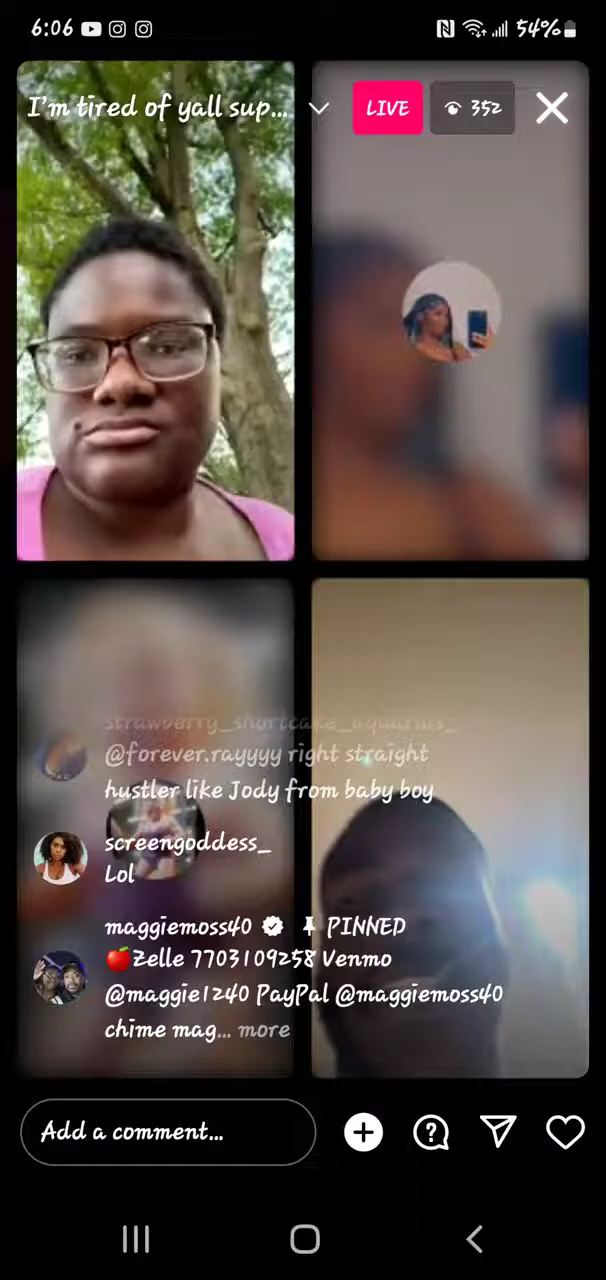 6:06
54%
I'm tired of yall sup...
LIVE
352
strawberry_shortcake_aquarius_
@forever.rayyyy right straight
hustler like Jody from baby boy
screengoddess_
Lol
maggiemoss40 PINNED
🍎Zelle 7703109258 Venmo
@maggie1240 PayPal @maggiemoss40
chime mag... more
Add a comment...